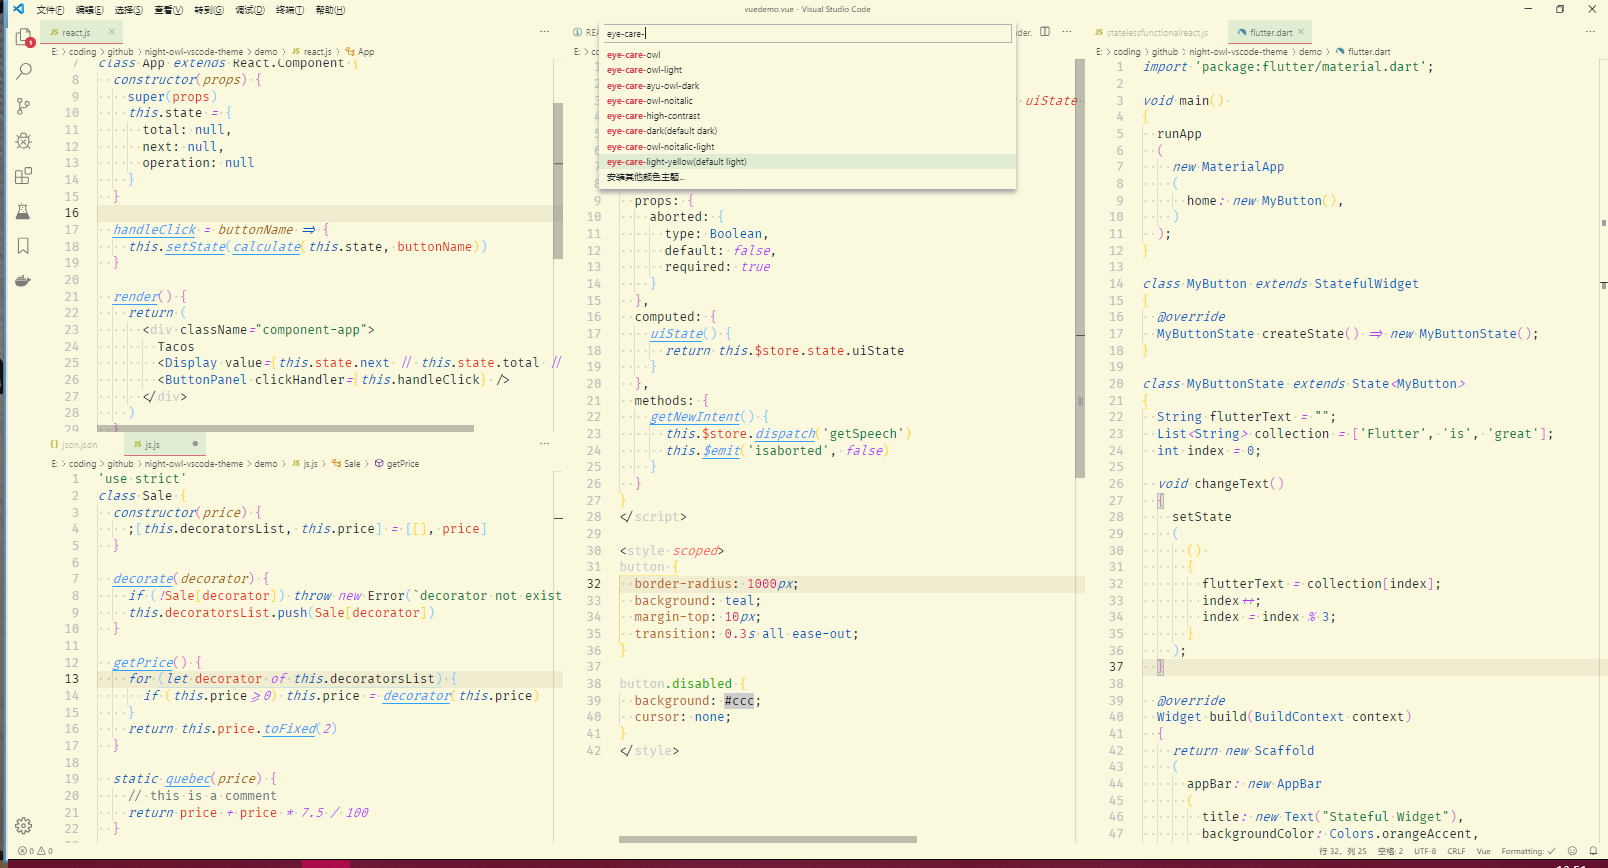 文件(F) 编辑(E) 选择(S) 查看(V) 转到(G) 调试(D) 终端(T) 帮助(H)
vuedemo.vue - Visual Studio Code
JS react.js
E: > coding > github > night-owl-vscode-theme > demo > JS react.js > App
7 class App extends React.Component {
8 constructor(props) {
9 super(props)
10 this.state = {
11 total: null,
12 next: null,
13 operation: null
14 }
15 }
16
17 handleClick = buttonName => {
18 this.setState(calculate(this.state, buttonName))
19 }
20
21 render() {
22 return (
23 <div className="component-app">
24 Tacos
25 <Display value={this.state.next || this.state.total ||
26 <ButtonPanel clickHandler={this.handleClick} />
27 </div>
28 )
29 }
{} json.json
JS js.js
E: > coding > github > night-owl-vscode-theme > demo > JS js.js > Sale > getPrice
1 'use strict'
2 class Sale {
3 constructor(price) {
4 ;[this.decoratorsList, this.price] = [[], price]
5 }
6
7 decorate(decorator) {
8 if (!Sale[decorator]) throw new Error(`decorator not exist
9 this.decoratorsList.push(Sale[decorator])
10 }
11
12 getPrice() {
13 for (let decorator of this.decoratorsList) {
14 if (this.price >= 0) this.price = decorator(this.price)
15 }
16 return this.price.toFixed(2)
17 }
18
19 static quebec(price) {
20 // this is a comment
21 return price + price * 7.5 / 100
22 }
REA
der.
E: > co
eye-care-
eye-care-owl
eye-care-owl-light
eye-care-ayu-owl-dark
eye-care-owl-noitalic
eye-care-high-contrast
eye-care-dark(default dark)
eye-care-owl-noitalic-light
eye-care-light-yellow(default light)
安装其他颜色主题...
1
2
3 uiState
4
5
6
7
8
9 props: {
10 aborted: {
11 type: Boolean,
12 default: false,
13 required: true
14 }
15 },
16 computed: {
17 uiState() {
18 return this.$store.state.uiState
19 }
20 },
21 methods: {
22 getNewIntent() {
23 this.$store.dispatch('getSpeech')
24 this.$emit('isaborted', false)
25 }
26 }
27 }
28 </script>
29
30 <style scoped>
31 button {
32 border-radius: 1000px;
33 background: teal;
34 margin-top: 10px;
35 transition: 0.3s all ease-out;
36 }
37
38 button.disabled {
39 background: #ccc;
40 cursor: none;
41 }
42 </style>
JS statelessfunctionalreact.js
flutter.dart
E: > coding > github > night-owl-vscode-theme > demo > flutter.dart
1 import 'package:flutter/material.dart';
2
3 void main()
4 {
5 runApp
6 (
7 new MaterialApp
8 (
9 home: new MyButton(),
10 )
11 );
12 }
13
14 class MyButton extends StatefulWidget
15 {
16 @override
17 MyButtonState createState() => new MyButtonState();
18 }
19
20 class MyButtonState extends State<MyButton>
21 {
22 String flutterText = "";
23 List<String> collection = ['Flutter', 'is', 'great'];
24 int index = 0;
25
26 void changeText()
27 {
28 setState
29 (
30 ()
31 {
32 flutterText = collection[index];
33 index++;
34 index = index % 3;
35 }
36 );
37 }
38
39 @override
40 Widget build(BuildContext context)
41 {
42 return new Scaffold
43 (
44 appBar: new AppBar
45 (
46 title: new Text("Stateful Widget"),
47 backgroundColor: Colors.orangeAccent,
1
0 0
行 32, 列 25 空格: 2 UTF-8 CRLF Vue Formatting: ✓